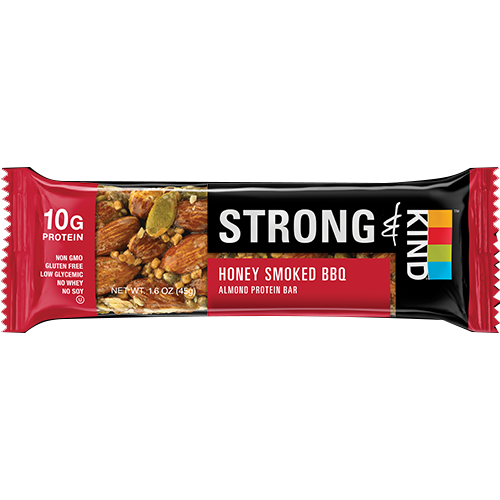 10G
PROTEIN
NON GMO
GLUTEN FREE
LOW GLYCEMIC
NO WHEY
NO SOY
U
NET WT. 1.6 OZ (45g)
STRONG &
KIND
™
HONEY SMOKED BBQ
ALMOND PROTEIN BAR